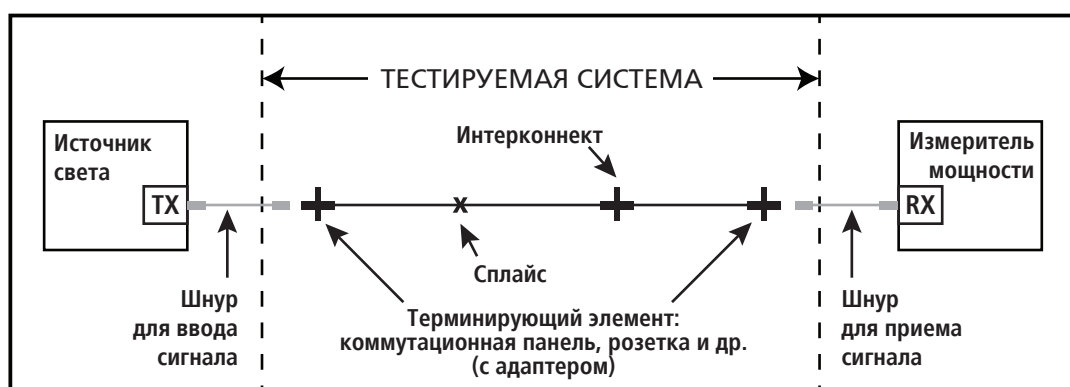 ТЕСТИРУЕМАЯ СИСТЕМА
Источник
света
TX
Интерконнект
Измеритель
мощности
RX
x
Сплайс
Шнур
для ввода
сигнала
Терминирующий элемент:
коммутационная панель, розетка и др.
(с адаптером)
Шнур
для приема
сигнала